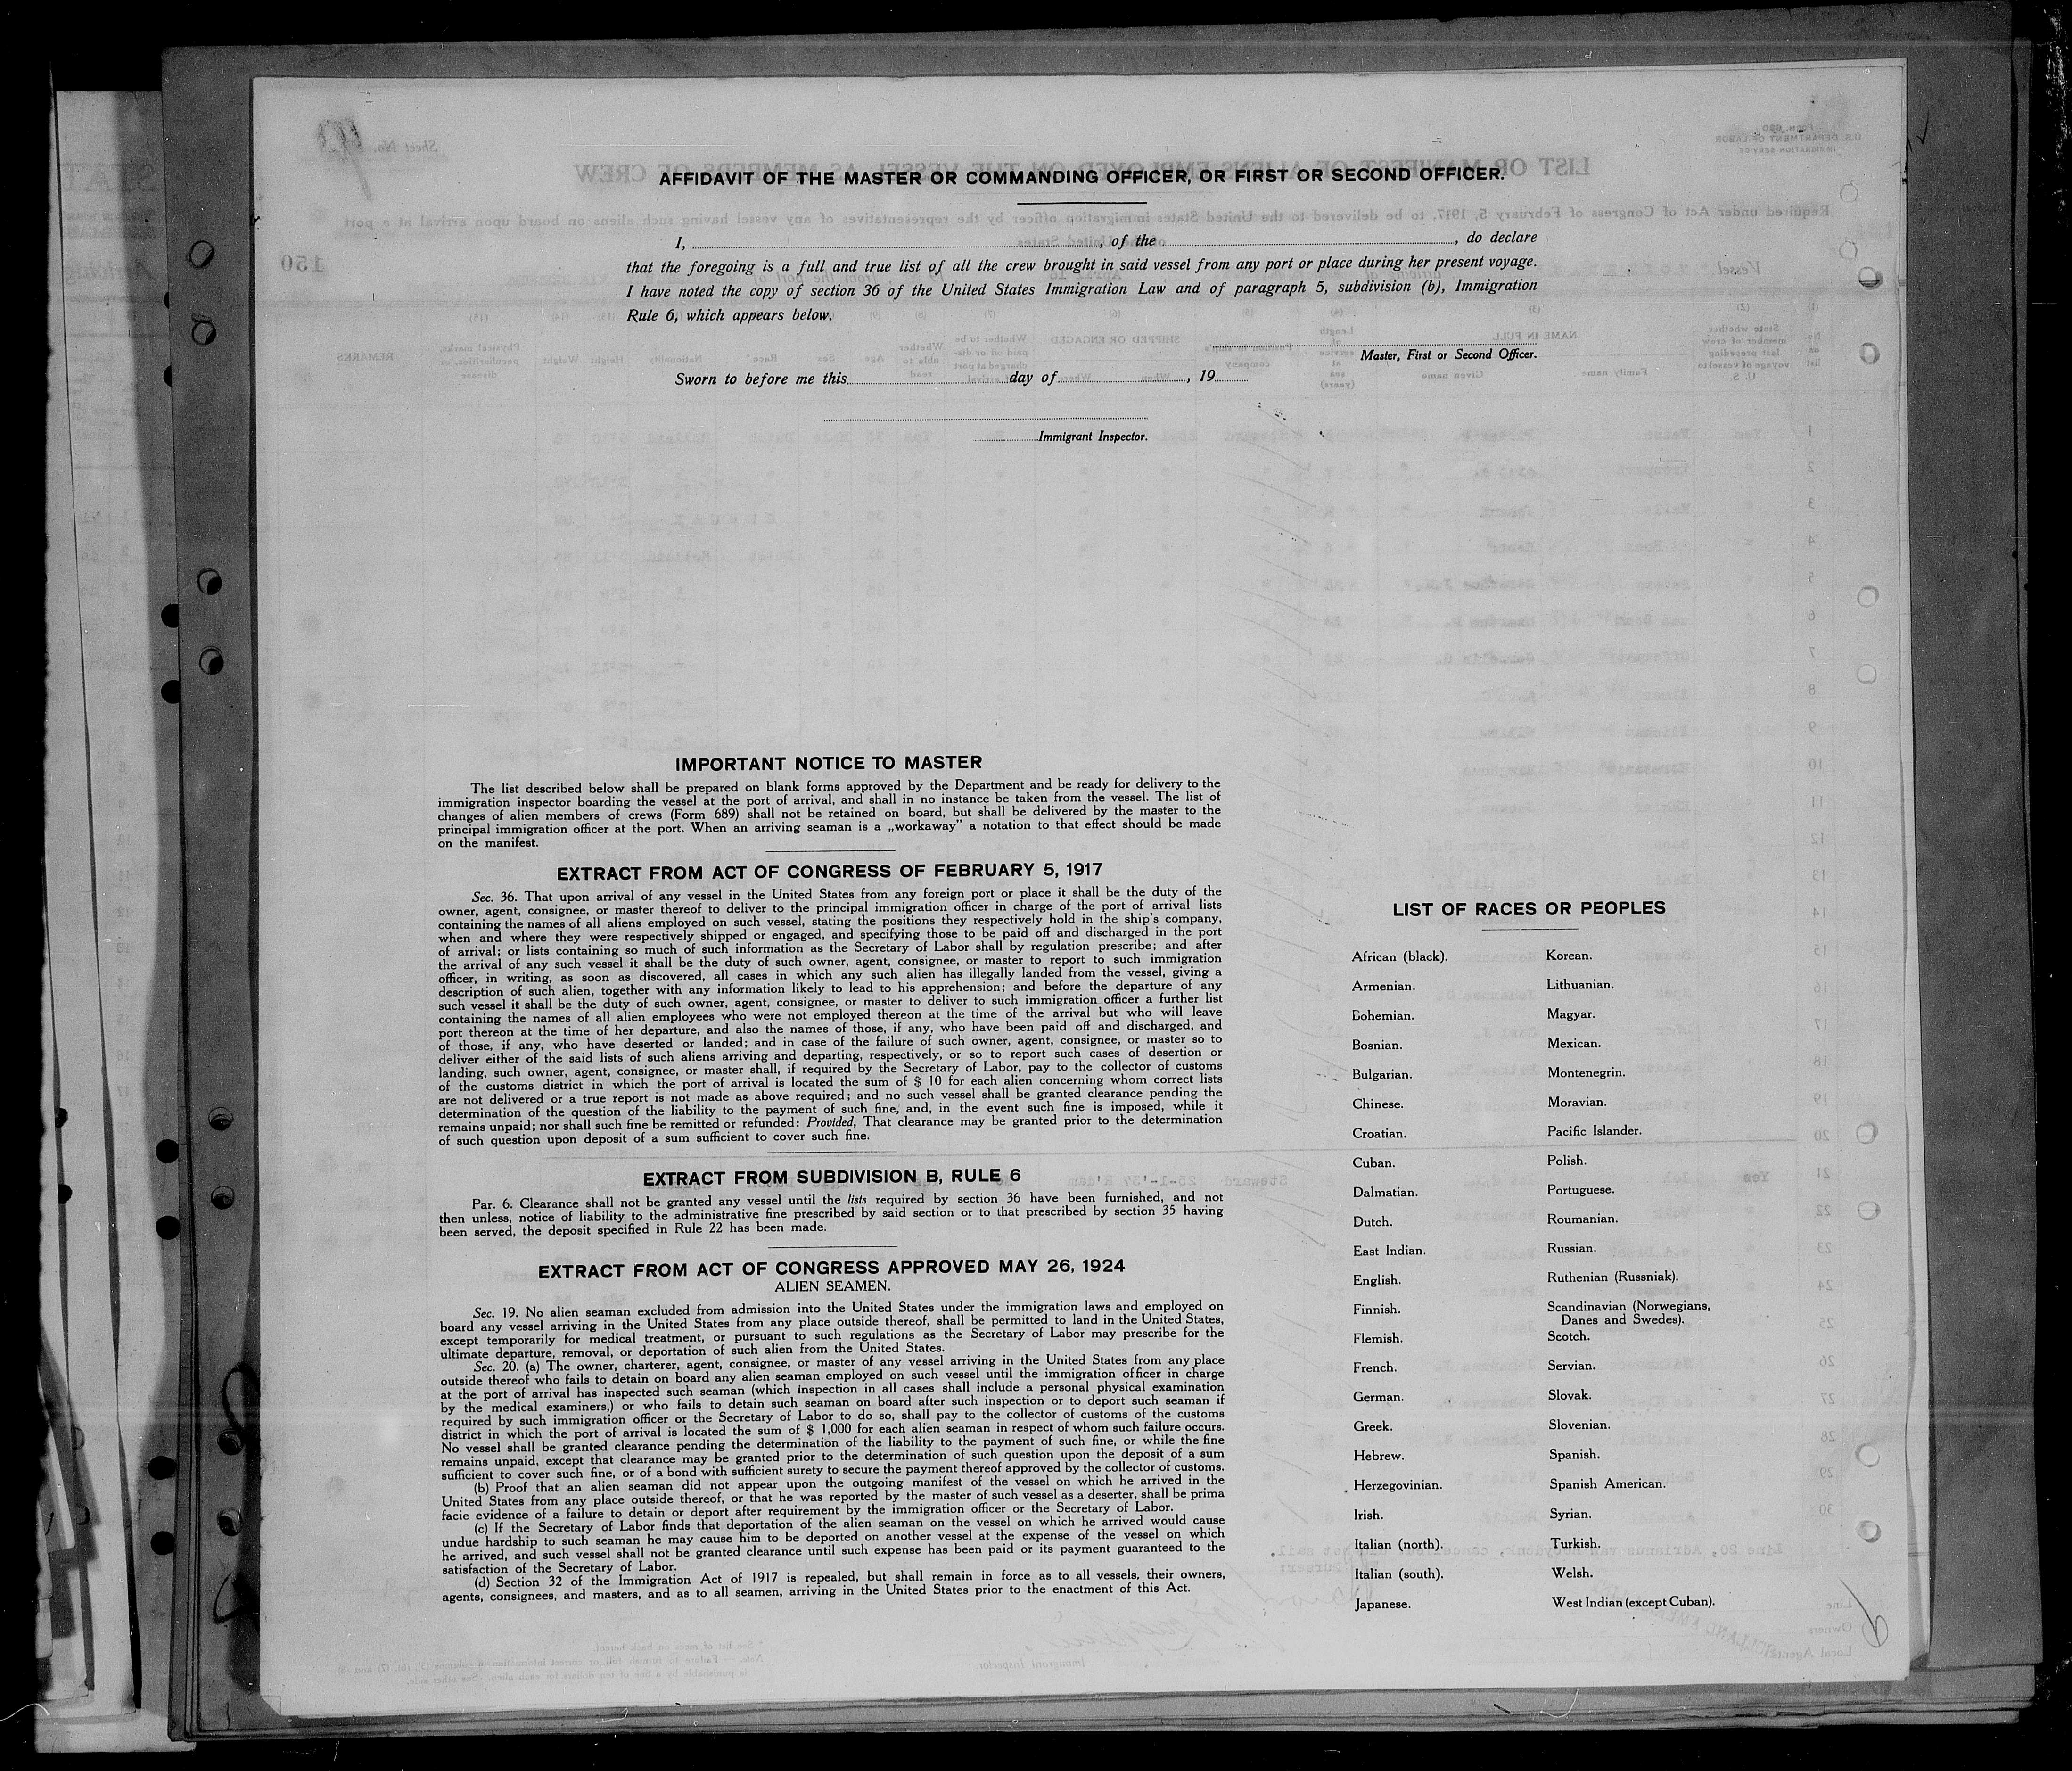 AFFIDAVIT OF THE MASTER OR COMMANDING OFFICER, OR FIRST OR SECOND OFFICER.
I, , of the , do declare
that the foregoing is a full and true list of all the crew brought in said vessel from any port or place during her present voyage.
I have noted the copy of section 36 of the United States Immigration Law and of paragraph 5, subdivision (b), Immigration
Rule 6, which appears below.
Master, First or Second Officer.
Sworn to before me this day of , 19
Immigrant Inspector.
IMPORTANT NOTICE TO MASTER
The list described below shall be prepared on blank forms approved by the Department and be ready for delivery to the
immigration inspector boarding the vessel at the port of arrival, and shall in no instance be taken from the vessel. The list of
changes of alien members of crews (Form 689) shall not be retained on board, but shall be delivered by the master to the
principal immigration officer at the port. When an arriving seaman is a „workaway” a notation to that effect should be made
on the manifest.
EXTRACT FROM ACT OF CONGRESS OF FEBRUARY 5, 1917
Sec. 36. That upon arrival of any vessel in the United States from any foreign port or place it shall be the duty of the
owner, agent, consignee, or master thereof to deliver to the principal immigration officer in charge of the port of arrival lists
containing the names of all aliens employed on such vessel, stating the positions they respectively hold in the ship's company,
when and where they were respectively shipped or engaged, and specifying those to be paid off and discharged in the port
of arrival; or lists containing so much of such information as the Secretary of Labor shall by regulation prescribe; and after
the arrival of any such vessel it shall be the duty of such owner, agent, consignee, or master to report to such immigration
officer, in writing, as soon as discovered, all cases in which any such alien has illegally landed from the vessel, giving a
description of such alien, together with any information likely to lead to his apprehension; and before the departure of any
such vessel it shall be the duty of such owner, agent, consignee, or master to deliver to such immigration officer a further list
containing the names of all alien employees who were not employed thereon at the time of the arrival but who will leave
port thereon at the time of her departure, and also the names of those, if any, who have been paid off and discharged, and
of those, if any, who have deserted or landed; and in case of the failure of such owner, agent, consignee, or master so to
deliver either of the said lists of such aliens arriving and departing, respectively, or so to report such cases of desertion or
landing, such owner, agent, consignee, or master shall, if required by the Secretary of Labor, pay to the collector of customs
of the customs district in which the port of arrival is located the sum of $ 10 for each alien concerning whom correct lists
are not delivered or a true report is not made as above required; and no such vessel shall be granted clearance pending the
determination of the question of the liability to the payment of such fine, and, in the event such fine is imposed, while it
remains unpaid; nor shall such fine be remitted or refunded: Provided, That clearance may be granted prior to the determination
of such question upon deposit of a sum sufficient to cover such fine.
EXTRACT FROM SUBDIVISION B, RULE 6
Par. 6. Clearance shall not be granted any vessel until the lists required by section 36 have been furnished, and not
then unless, notice of liability to the administrative fine prescribed by said section or to that prescribed by section 35 having
been served, the deposit specified in Rule 22 has been made.
EXTRACT FROM ACT OF CONGRESS APPROVED MAY 26, 1924
ALIEN SEAMEN.
Sec. 19. No alien seaman excluded from admission into the United States under the immigration laws and employed on
board any vessel arriving in the United States from any place outside thereof, shall be permitted to land in the United States,
except temporarily for medical treatment, or pursuant to such regulations as the Secretary of Labor may prescribe for the
ultimate departure, removal, or deportation of such alien from the United States.
Sec. 20. (a) The owner, charterer, agent, consignee, or master of any vessel arriving in the United States from any place
outside thereof who fails to detain on board any alien seaman employed on such vessel until the immigration officer in charge
at the port of arrival has inspected such seaman (which inspection in all cases shall include a personal physical examination
by the medical examiners,) or who fails to detain such seaman on board after such inspection or to deport such seaman if
required by such immigration officer or the Secretary of Labor to do so, shall pay to the collector of customs of the customs
district in which the port of arrival is located the sum of $ 1,000 for each alien seaman in respect of whom such failure occurs.
No vessel shall be granted clearance pending the determination of the liability to the payment of such fine, or while the fine
remains unpaid, except that clearance may be granted prior to the determination of such question upon the deposit of a sum
sufficient to cover such fine, or of a bond with sufficient surety to secure the payment thereof approved by the collector of customs.
(b) Proof that an alien seaman did not appear upon the outgoing manifest of the vessel on which he arrived in the
United States from any place outside thereof, or that he was reported by the master of such vessel as a deserter, shall be prima
facie evidence of a failure to detain or deport after requirement by the immigration officer or the Secretary of Labor.
(c) If the Secretary of Labor finds that deportation of the alien seaman on the vessel on which he arrived would cause
undue hardship to such seaman he may cause him to be deported on another vessel at the expense of the vessel on which
he arrived, and such vessel shall not be granted clearance until such expense has been paid or its payment guaranteed to the
satisfaction of the Secretary of Labor.
(d) Section 32 of the Immigration Act of 1917 is repealed, but shall remain in force as to all vessels, their owners,
agents, consignees, and masters, and as to all seamen, arriving in the United States prior to the enactment of this Act.
LIST OF RACES OR PEOPLES
African (black).
Armenian.
Bohemian.
Bosnian.
Bulgarian.
Chinese.
Croatian.
Cuban.
Dalmatian.
Dutch.
East Indian.
English.
Finnish.
Flemish.
French.
German.
Greek.
Hebrew.
Herzegovinian.
Irish.
Italian (north).
Italian (south).
Japanese.
Korean.
Lithuanian.
Magyar.
Mexican.
Montenegrin.
Moravian.
Pacific Islander.
Polish.
Portuguese.
Roumanian.
Russian.
Ruthenian (Russniak).
Scandinavian (Norwegians,
Danes and Swedes).
Scotch.
Servian.
Slovak.
Slovenian.
Spanish.
Spanish American.
Syrian.
Turkish.
Welsh.
West Indian (except Cuban).